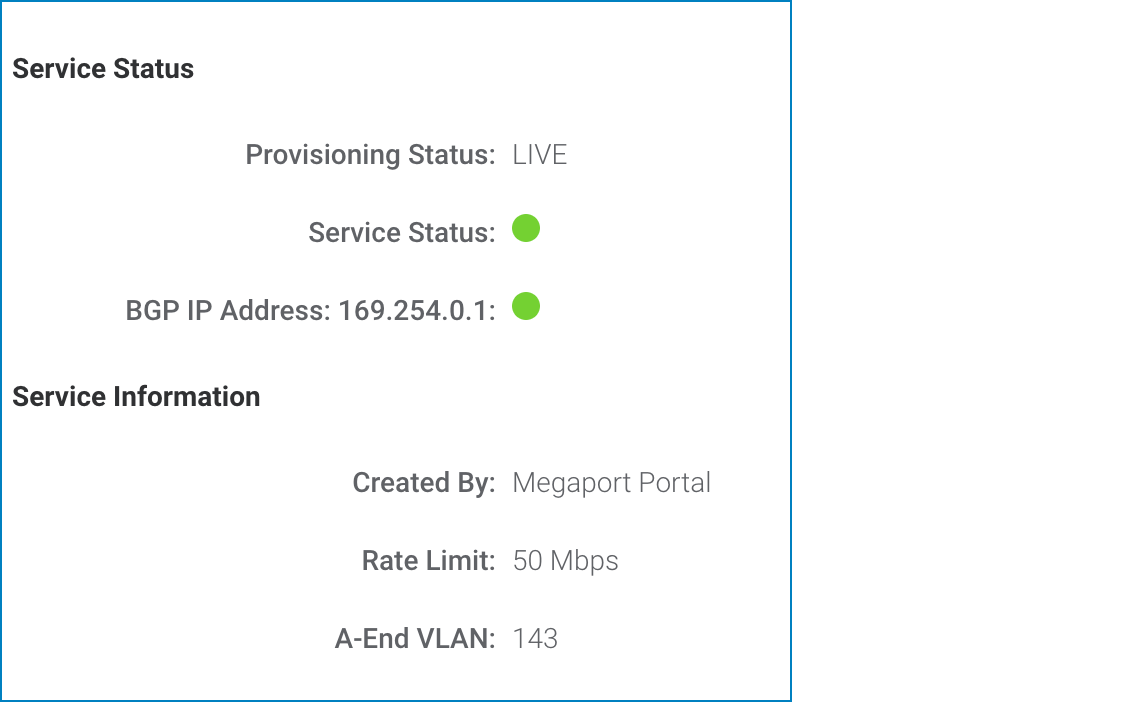 Service Status
Provisioning Status: LIVE
Service Status:
BGP IP Address: 169.254.0.1:
Service Information
Created By: Megaport Portal
Rate Limit: 50 Mbps
A-End VLAN: 143